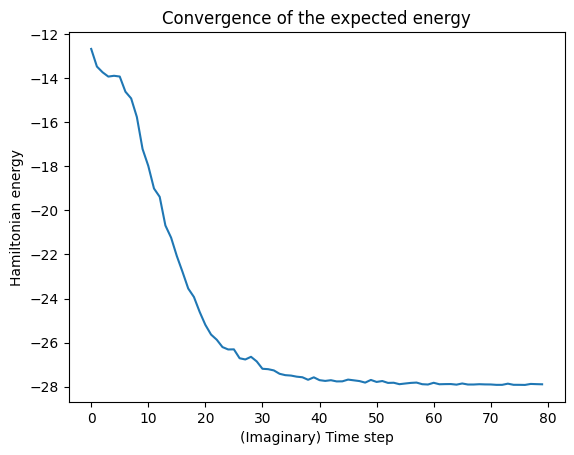 Convergence of the expected energy
Hamiltonian energy
−12
−14
−16
−18
−20
−22
−24
−26
−28
0 10 20 30 40 50 60 70 80
(Imaginary) Time step